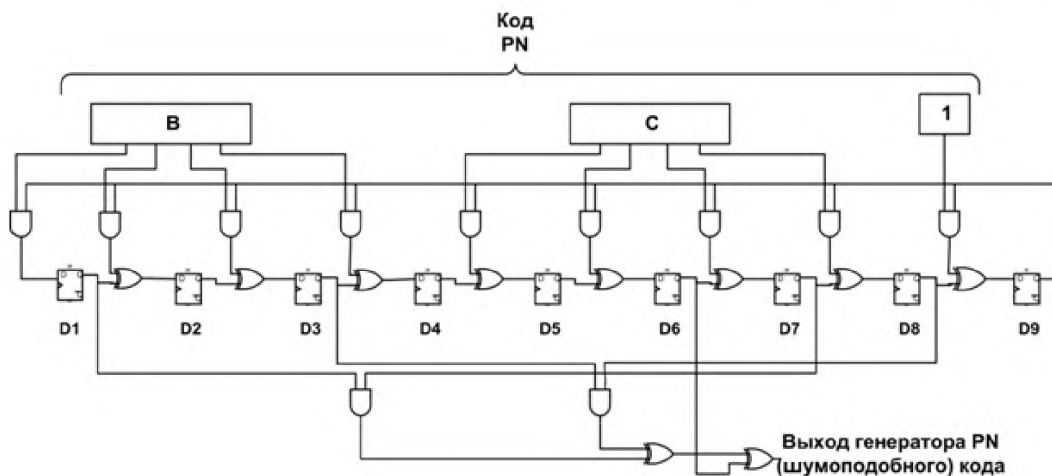 Код
PN
B
C
1
D1 D2 D3 D4 D5 D6 D7 D8 D9
Выход генератора PN
(шумоподобного) кода